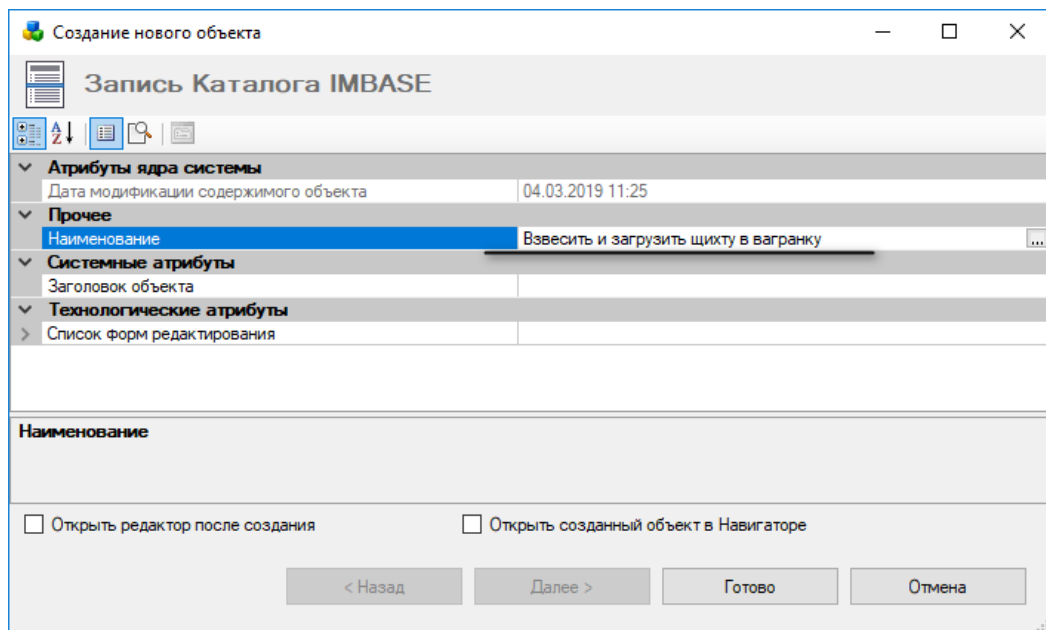 Создание нового объекта
Запись Каталога IMBASE
Атрибуты ядра системы
Дата модификации содержимого объекта 04.03.2019 11:25
Прочее
Наименование Взвесить и загрузить щихту в вагранку ...
Системные атрибуты
Заголовок объекта
Технологические атрибуты
Список форм редактирования
Наименование
Открыть редактор после создания Открыть созданный объект в Навигаторе
< Назад Далее > Готово Отмена